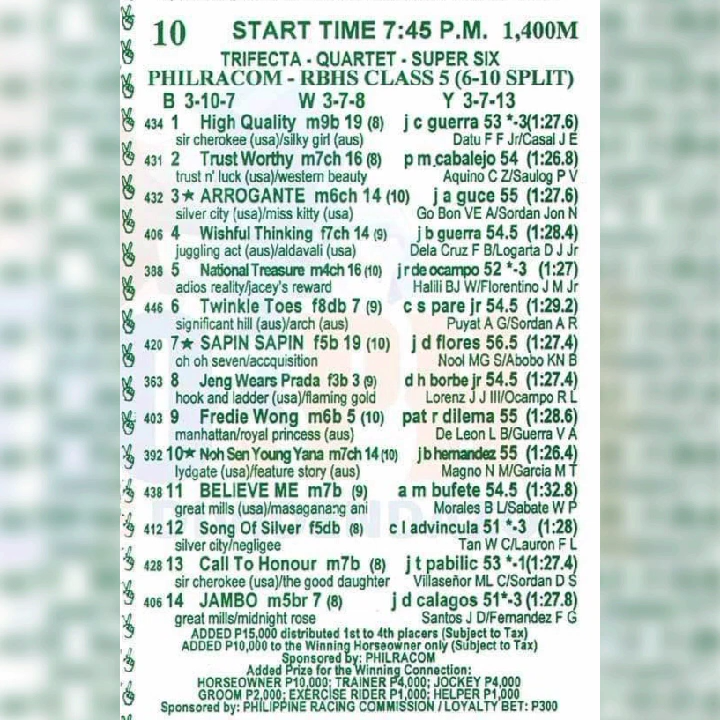 10 START TIME 7:45 P.M. 1,400M
TRIFECTA - QUARTET - SUPER SIX
PHILRACOM - RBHS CLASS 5 (6-10 SPLIT)
B 3-10-7 W 3-7-8 Y 3-7-13
434 1 High Quality m9b 19 (8) j c guerra 53 *-3(1:27.6)
sir cherokee (usa)/silky girl (aus) Datu F F Jr/Casal J E
431 2 Trust Worthy m7ch 16 (8) p m cabalejo 54 (1:26.8)
trust n' luck (usa)/western beauty Aquino C Z/Saulog P V
432 3★ ARROGANTE m6ch 14 (10) j a guce 55 (1:27.6)
silver city (usa)/miss kitty (usa) Go Bon VE A/Sordan Jon N
406 4 Wishful Thinking f7ch 14 (9) j b guerra 54.5 (1:28.4)
juggling act (aus)/aldavali (usa) Dela Cruz F B/Logarta D J Jr
388 5 National Treasure m4ch 16 (10) j r de ocampo 52 *-3 (1:27)
adios reality/jacey's reward Halili BJ W/Florentino J M Jr
446 6 Twinkle Toes f8db 7 (9) c s pare jr 54.5 (1:29.2)
significant hill (aus)/arch (aus) Puyat A G/Sordan A R
420 7★ SAPIN SAPIN f5b 19 (10) j d flores 56.5 (1:27.4)
oh oh seven/accquisition Nool MG S/Abobo KN B
363 8 Jeng Wears Prada f3b 3 (9) d h borbe jr 54.5 (1:27.4)
hook and ladder (usa)/flaming gold Lorenz J J III/Ocampo R L
403 9 Fredie Wong m6b 5 (10) pat r dilema 55 (1:28.6)
manhattan/royal princess (aus) De Leon L B/Guerra V A
392 10★ Noh Sen Young Yana m7ch 14 (10) j b hernandez 55 (1:26.4)
lydgate (usa)/feature story (aus) Magno N M/Garcia M T
438 11 BELIEVE ME m7b (9) a m bufete 54.5 (1:32.8)
great mills (usa)/masaganang ani Morales B L/Sabate W P
412 12 Song Of Silver f5db (8) c l advincula 51 *-3 (1:28)
silver city/negligee Tan W C/Lauron F L
428 13 Call To Honour m7b (8) j t pabilic 53 *-1(1:27.4)
sir cherokee (usa)/the good daughter Villaseñor ML C/Sordan D S
406 14 JAMBO m5br 7 (8) j d calagos 51*-3 (1:27.8)
great mills/midnight rose Santos J D/Fernandez F G
ADDED P15,000 distributed 1st to 4th placers (Subject to Tax)
ADDED P10,000 to the Winning Horseowner only (Subject to Tax)
Sponsored by: PHILRACOM
Added Prize for the Winning Connection:
HORSEOWNER P10,000; TRAINER P4,000; JOCKEY P4,000
GROOM P2,000; EXERCISE RIDER P1,000; HELPER P1,000
Sponsored by: PHILIPPINE RACING COMMISSION / LOYALTY BET: P300